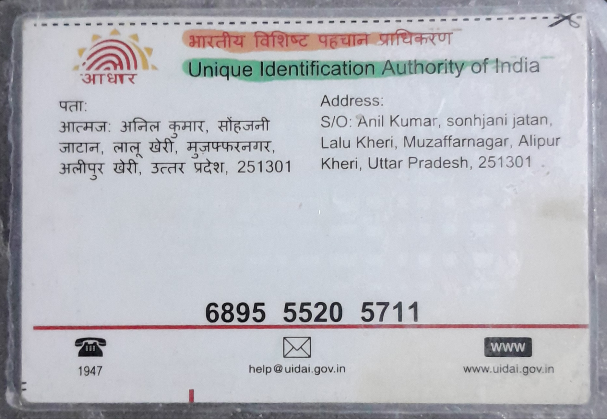 भारतीय विशिष्ट पहचान प्राधिकरण
Unique Identification Authority of India
आधार
पता:
आत्मज: अनिल कुमार, सोंहजनी
जाटान, लालू खेरी, मुज़फ्फरनगर,
अलीपुर खेरी, उत्तर प्रदेश, 251301
Address:
S/O: Anil Kumar, sonhjani jatan,
Lalu Kheri, Muzaffarnagar, Alipur
Kheri, Uttar Pradesh, 251301
6895 5520 5711
1947
help@uidai.gov.in
www
www.uidai.gov.in